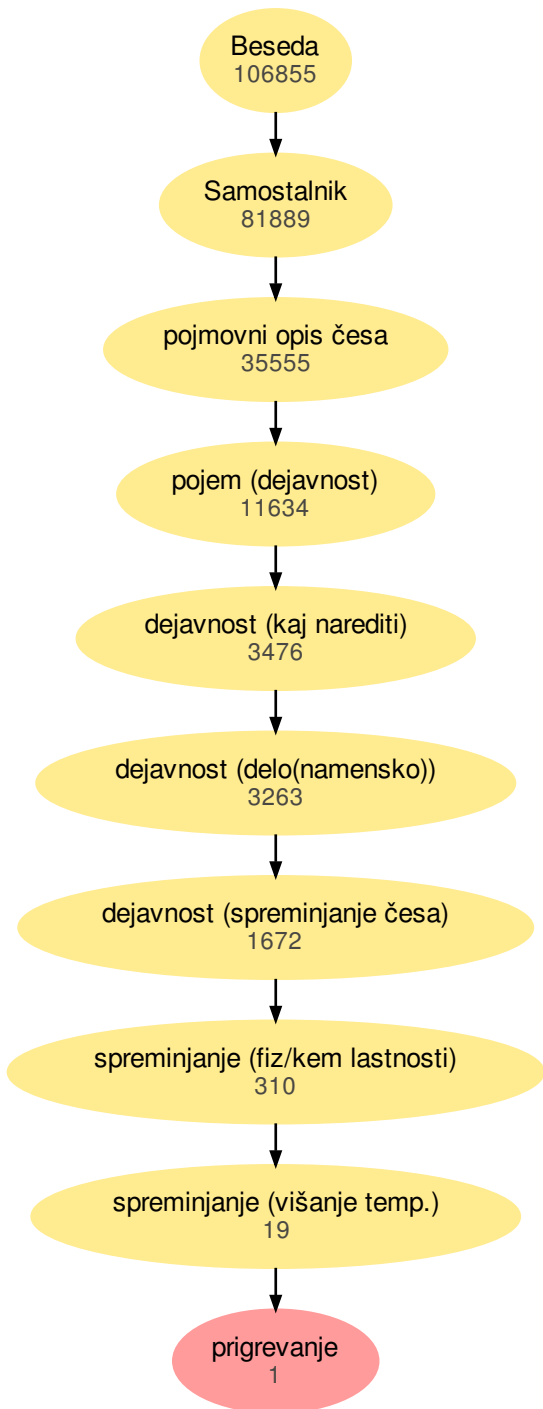 Beseda
106855
Samostalnik
81889
pojmovni opis česa
35555
pojem (dejavnost)
11634
dejavnost (kaj narediti)
3476
dejavnost (delo(namensko))
3263
dejavnost (spreminjanje česa)
1672
spreminjanje (fiz/kem lastnosti)
310
spreminjanje (višanje temp.)
19
prigrevanje
1